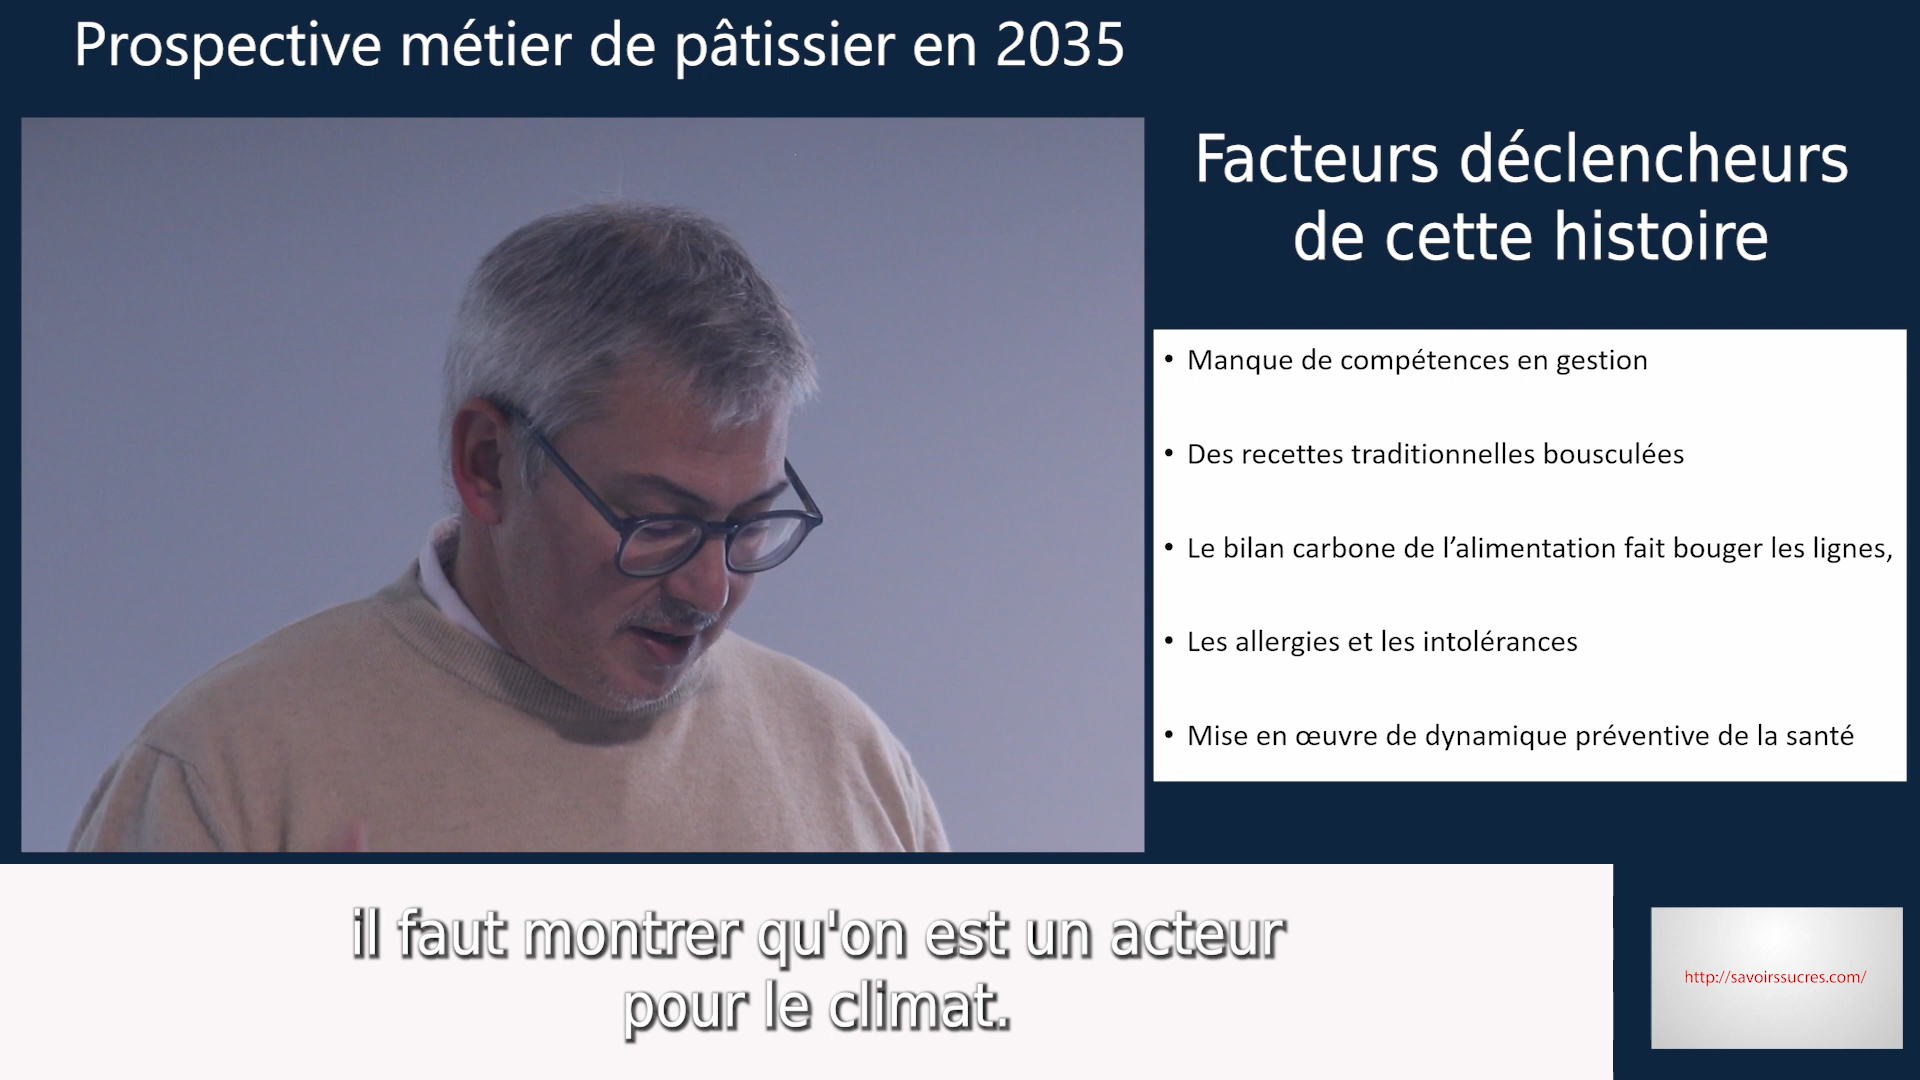 Prospective métier de pâtissier en 2035
Facteurs déclencheurs
de cette histoire
• Manque de compétences en gestion
• Des recettes traditionnelles bousculées
• Le bilan carbone de l’alimentation fait bouger les lignes,
• Les allergies et les intolérances
• Mise en œuvre de dynamique préventive de la santé
il faut montrer qu'on est un acteur
pour le climat.
http://savoirssucres.com/